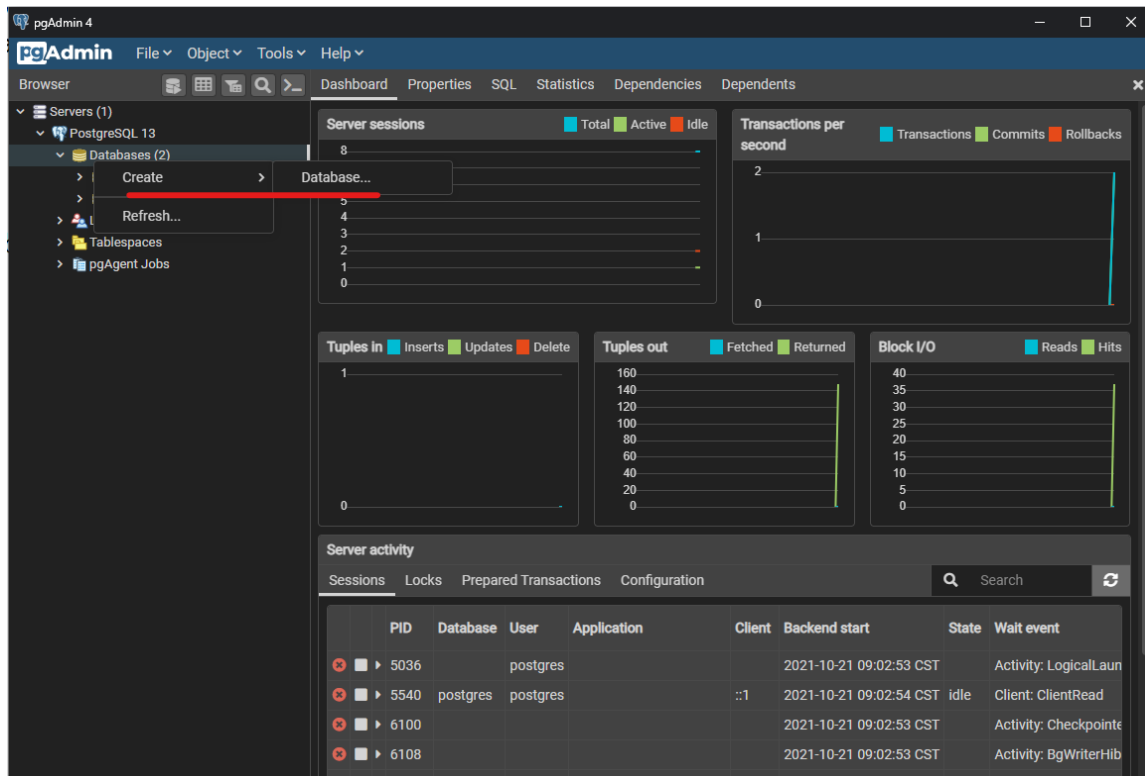 pgAdmin 4
pgAdmin File Object Tools Help
Browser
Dashboard Properties SQL Statistics Dependencies Dependents
Servers (1)
PostgreSQL 13
Databases (2)
Create
Database...
Refresh...
Tablespaces
pgAgent Jobs
Server sessions
Total Active Idle
8
5
4
3
2
1
0
Transactions per
second
Transactions Commits Rollbacks
2
1
0
Tuples in Inserts Updates Delete
1
0
Tuples out Fetched Returned
160
140
120
100
80
60
40
20
0
Block I/O Reads Hits
40
35
30
25
20
15
10
5
0
Server activity
Sessions Locks Prepared Transactions Configuration
Search
PID Database User Application Client Backend start State Wait event
5036 postgres 2021-10-21 09:02:53 CST Activity: LogicalLaun
5540 postgres postgres ::1 2021-10-21 09:02:54 CST idle Client: ClientRead
6100 2021-10-21 09:02:53 CST Activity: Checkpointe
6108 2021-10-21 09:02:53 CST Activity: BgWriterHib